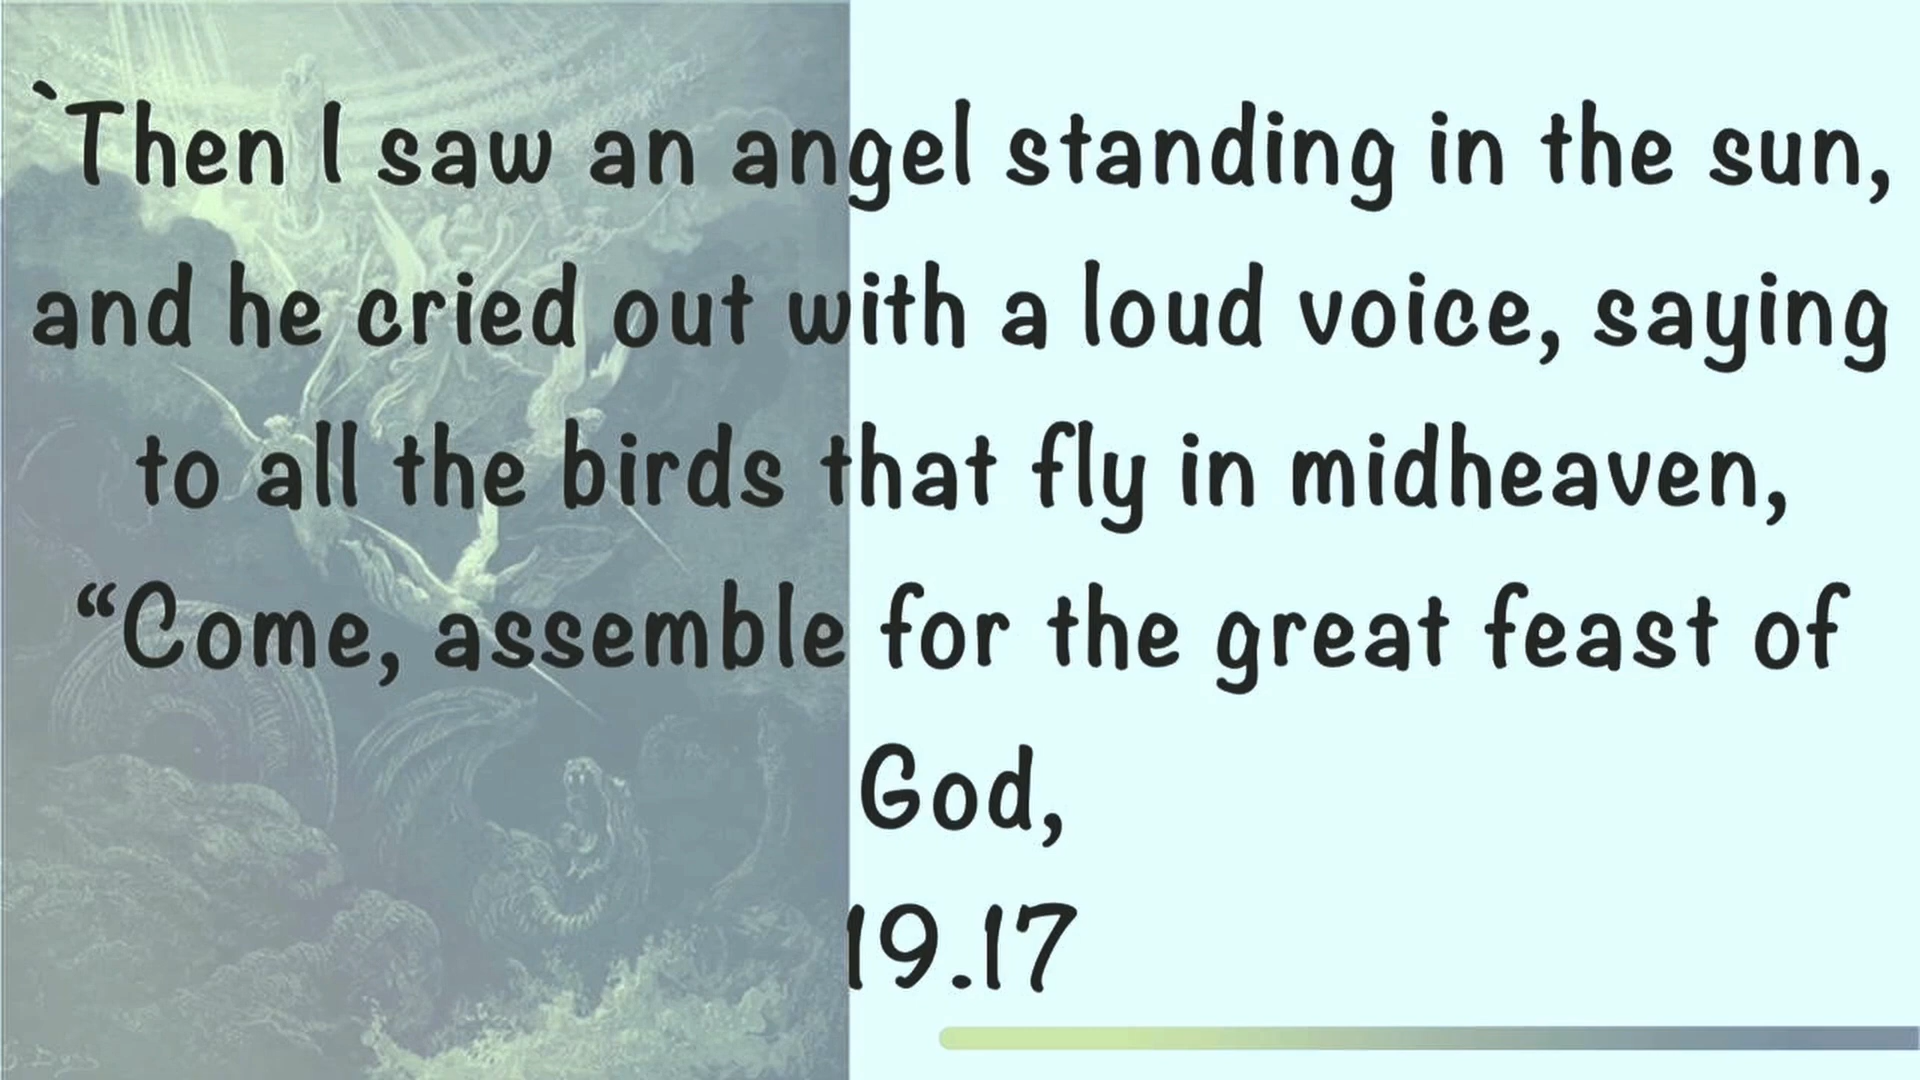 `Then I saw an angel standing in the sun,
and he cried out with a loud voice, saying
to all the birds that fly in midheaven,
“Come, assemble for the great feast of
God,
19.17